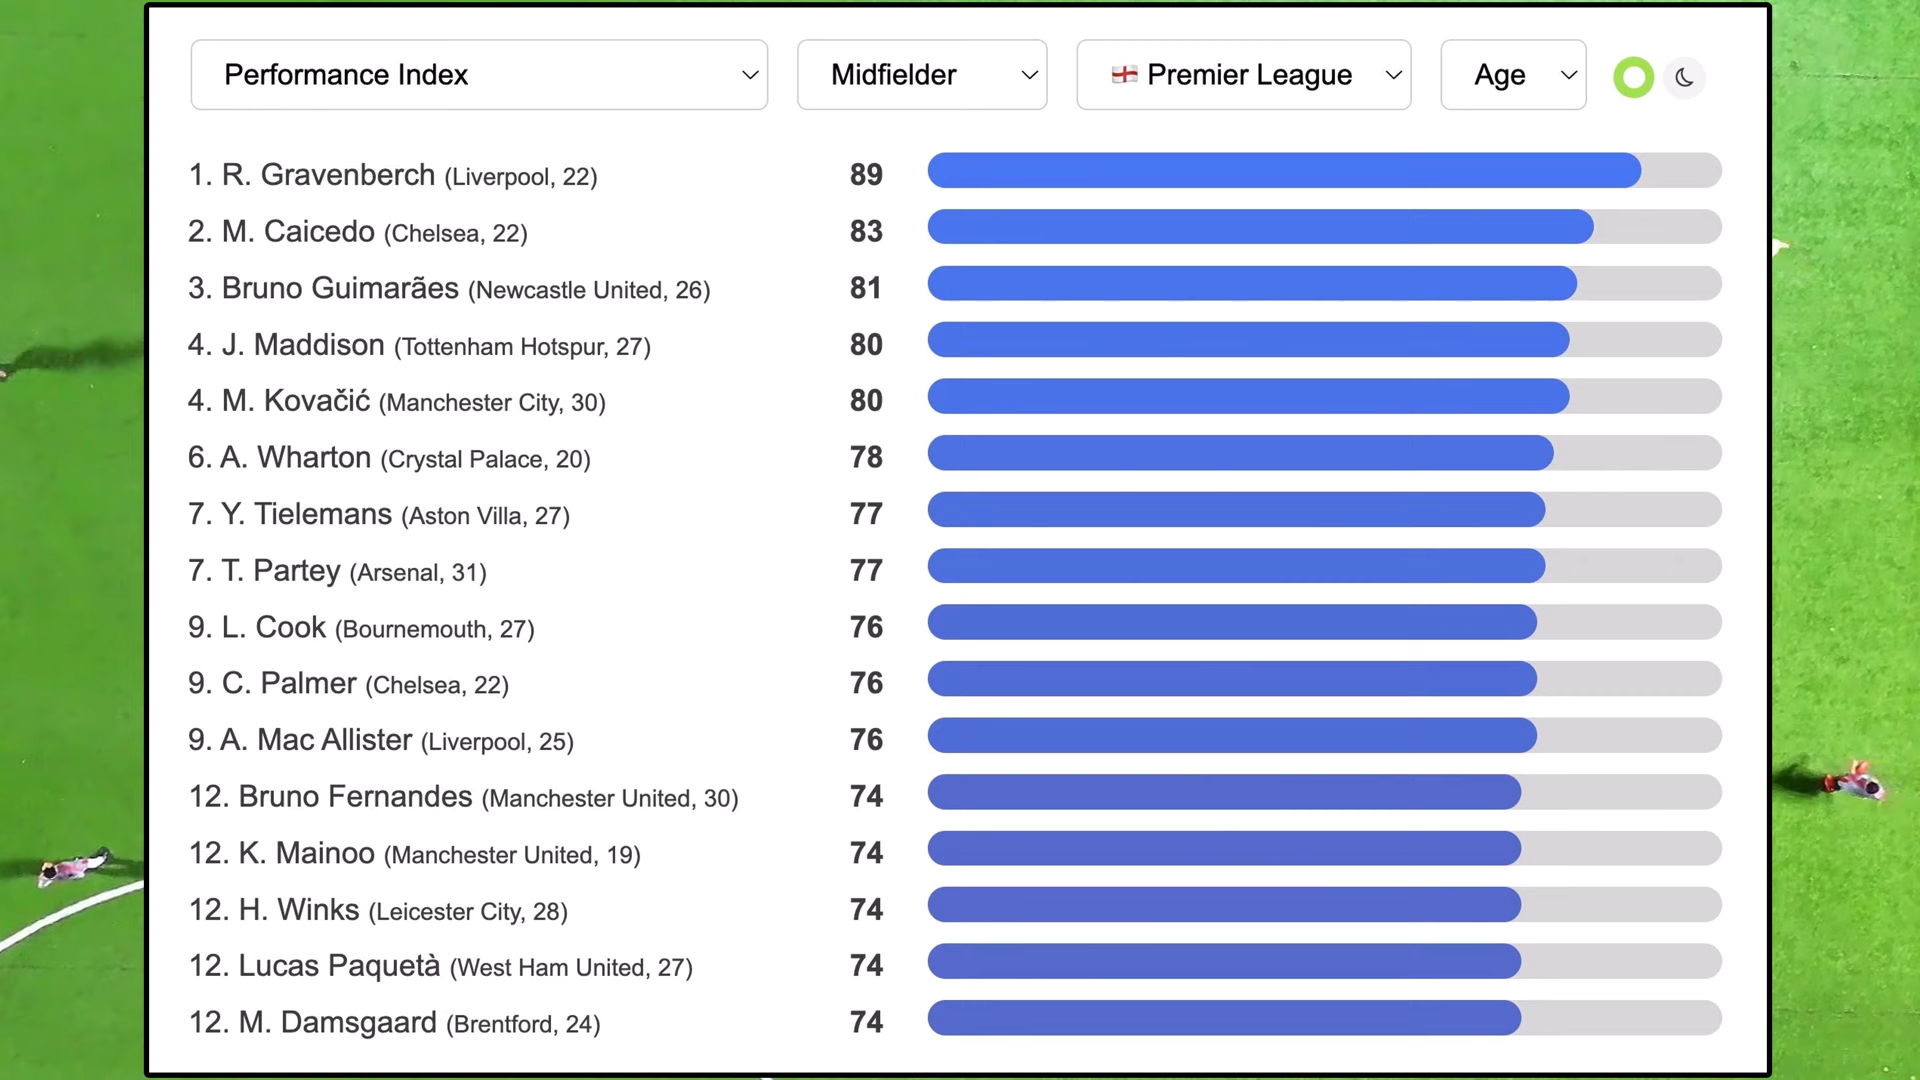 Performance Index Midfielder 🏴󠁧󠁢󠁥󠁮󠁧󠁿 Premier League Age
1. R. Gravenberch (Liverpool, 22) 89
2. M. Caicedo (Chelsea, 22) 83
3. Bruno Guimarães (Newcastle United, 26) 81
4. J. Maddison (Tottenham Hotspur, 27) 80
4. M. Kovačić (Manchester City, 30) 80
6. A. Wharton (Crystal Palace, 20) 78
7. Y. Tielemans (Aston Villa, 27) 77
7. T. Partey (Arsenal, 31) 77
9. L. Cook (Bournemouth, 27) 76
9. C. Palmer (Chelsea, 22) 76
9. A. Mac Allister (Liverpool, 25) 76
12. Bruno Fernandes (Manchester United, 30) 74
12. K. Mainoo (Manchester United, 19) 74
12. H. Winks (Leicester City, 28) 74
12. Lucas Paquetà (West Ham United, 27) 74
12. M. Damsgaard (Brentford, 24) 74